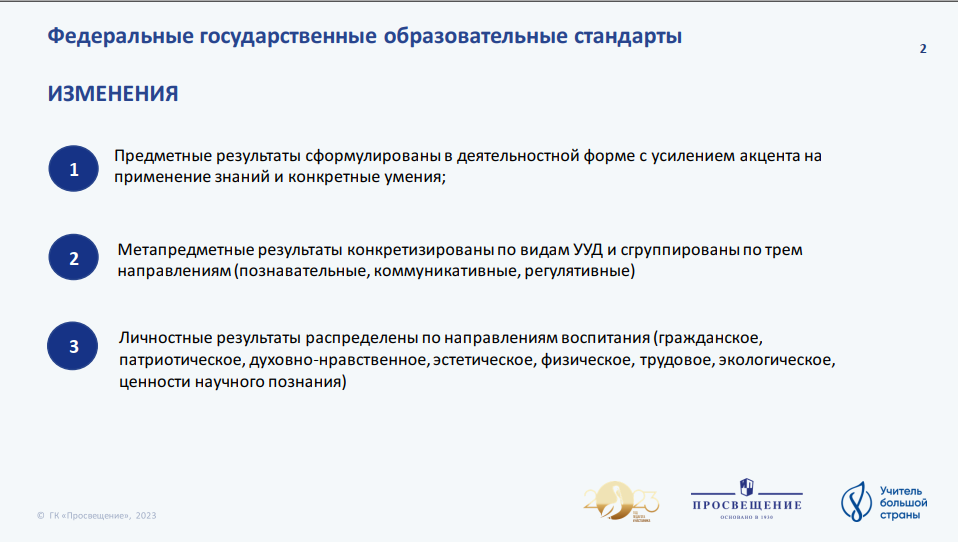 Федеральные государственные образовательные стандарты
2
ИЗМЕНЕНИЯ
1
Предметные результаты сформулированы в деятельностной форме с усилением акцента на
применение знаний и конкретные умения;
2
Метапредметные результаты конкретизированы по видам УУД и сгруппированы по трем
направлениям (познавательные, коммуникативные, регулятивные)
3
Личностные результаты распределены по направлениям воспитания (гражданское,
патриотическое, духовно-нравственное, эстетическое, физическое, трудовое, экологическое,
ценности научного познания)
© ГК «Просвещение», 2023
2023
ПРОСВЕЩЕНИЕ
ОСНОВАНО В 1930
Учитель
большой
страны